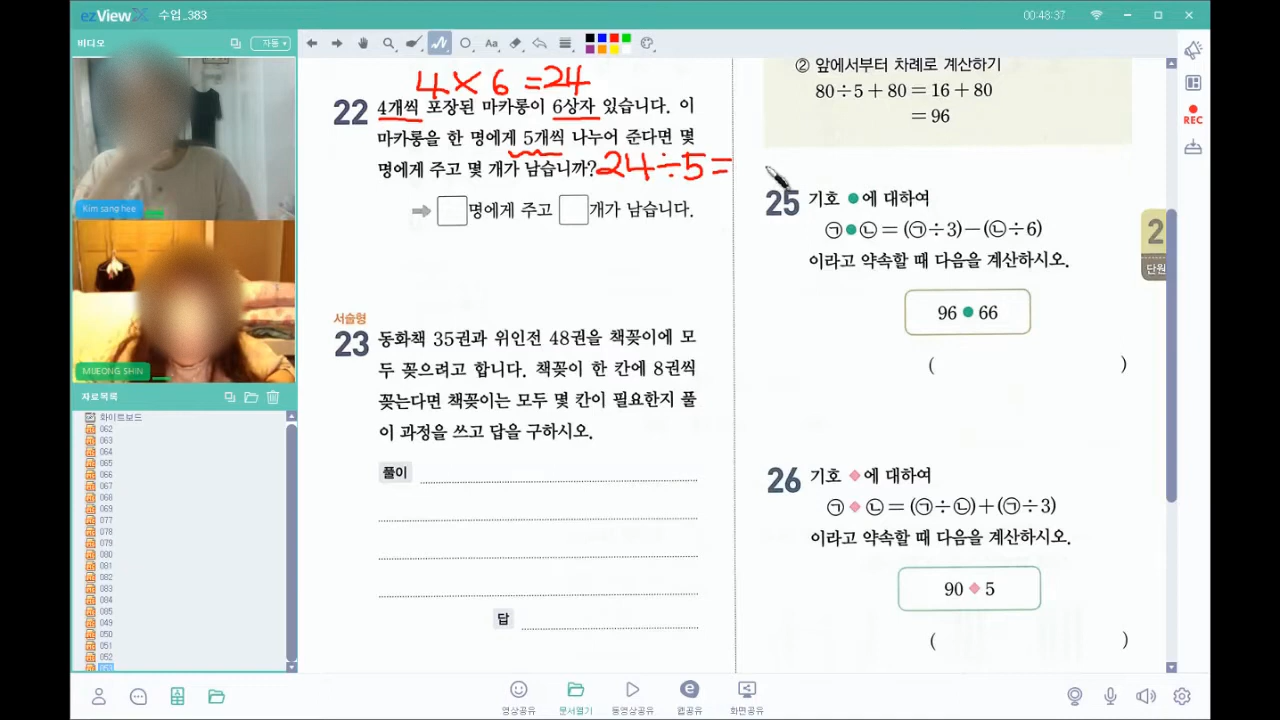 ezViewX 수업_383
00:48:37
비디오
자동
Kim sang hee
MIJEONG SHIN
자료목록
화이트보드
062
063
064
065
066
067
068
069
077
078
079
080
081
082
083
084
085
049
050
051
052
053
Aa
4×6=24
22 4개씩 포장된 마카롱이 6상자 있습니다. 이
마카롱을 한 명에게 5개씩 나누어 준다면 몇
명에게 주고 몇 개가 남습니까? 24÷5=
➡ □명에게 주고 □개가 남습니다.
서술형
23 동화책 35권과 위인전 48권을 책꽂이에 모
두 꽂으려고 합니다. 책꽂이 한 칸에 8권씩
꽂는다면 책꽂이는 모두 몇 칸이 필요한지 풀
이 과정을 쓰고 답을 구하시오.
풀이
답
② 앞에서부터 차례로 계산하기
80÷5+80=16+80
=96
25 기호 ●에 대하여
㉠●㉡=(㉠÷3)−(㉡÷6)
이라고 약속할 때 다음을 계산하시오.
96 ● 66
( )
26 기호 ◆에 대하여
㉠◆㉡=(㉠÷㉡)+(㉠÷3)
이라고 약속할 때 다음을 계산하시오.
90 ◆ 5
( )
2
단원
REC
영상공유
문서열기
동영상공유
웹공유
화면공유